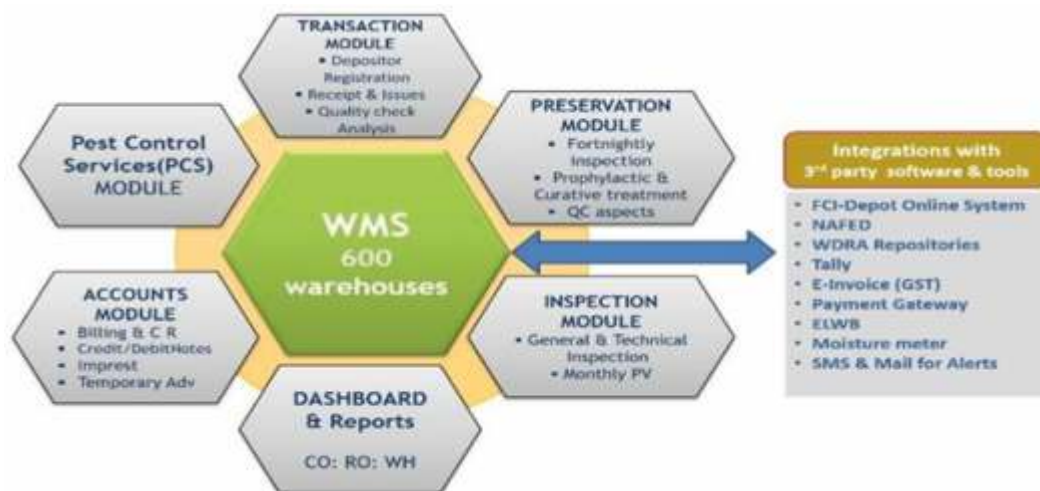 TRANSACTION
MODULE
• Depositor
Registration
• Receipt & Issues
• Quality check
Analysis
PRESERVATION
MODULE
• Fortnightly
Inspection
• Prophylactic &
Curative treatment
• QC aspects
Pest Control
Services(PCS)
MODULE
WMS
600
warehouses
ACCOUNTS
MODULE
• Billing & C R
• Credit/DebitNotes
• Imprest
• Temporary Adv
INSPECTION
MODULE
• General & Technical
Inspection
• Monthly PV
DASHBOARD
& Reports
CO: RO: WH
Integrations with
3rd party software & tools
• FCI-Depot Online System
• NAFED
• WDRA Repositories
• Tally
• E-Invoice (GST)
• Payment Gateway
• ELWB
• Moisture meter
• SMS & Mail for Alerts